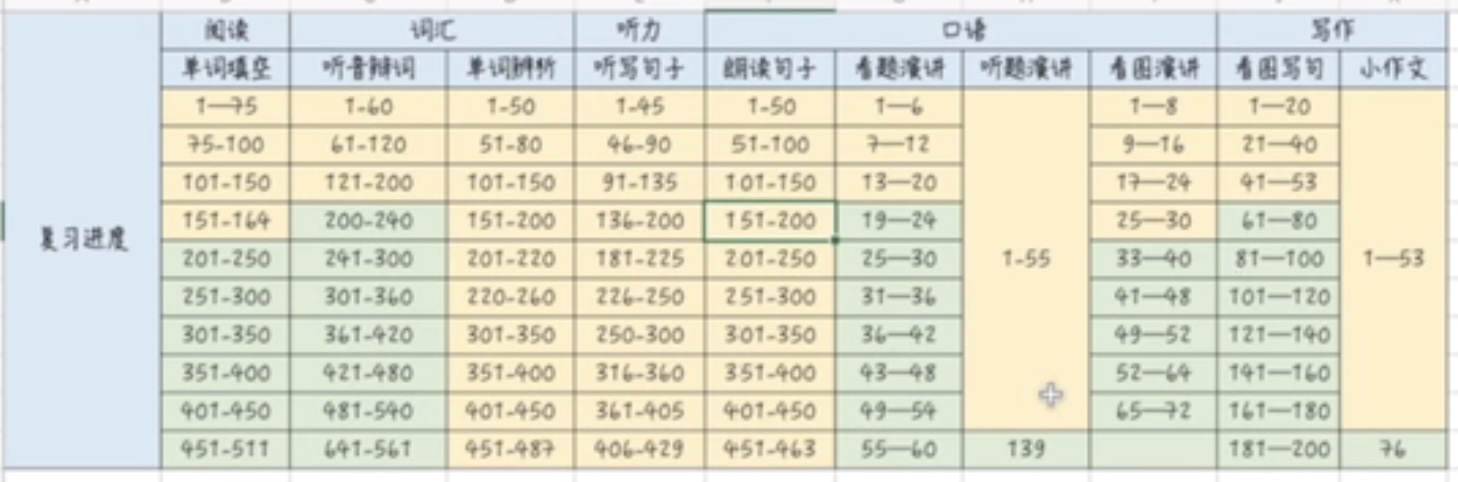 阅读 词汇 听力 口语 写作
单词填空 听音辩词 单词辨析 听写句子 朗读句子 看题演讲 听题演讲 看图演讲 看图写句 小作文
1—75 1-60 1-50 1-45 1-50 1—6 1—8 1—20
75-100 61-120 51-80 46-90 51-100 7—12 9—16 21—40
101-150 121-200 101-150 91-135 101-150 13—20 17—24 41—53
151-164 200-240 151-200 136-200 151-200 19—24 25—30 61—80
复习进度
201-250 241-300 201-220 181-225 201-250 25—30 1-55 33—40 81—100 1—53
251-300 301-360 220-260 226-250 251-300 31—36 41—48 101—120
301-350 361-420 301-350 250-300 301-350 36—42 49—52 121—140
351-400 421-480 351-400 316-360 351-400 43—48 52—64 141—160
401-450 481-540 401-450 361-405 401-450 49—54 65—72 161—180
451-511 641-561 451-487 406-429 451-463 55—60 139 181—200 76